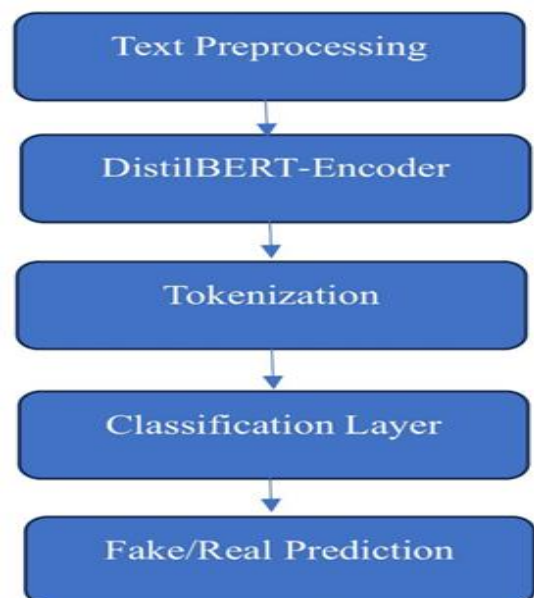 Text Preprocessing
DistilBERT-Encoder
Tokenization
Classification Layer
Fake/Real Prediction